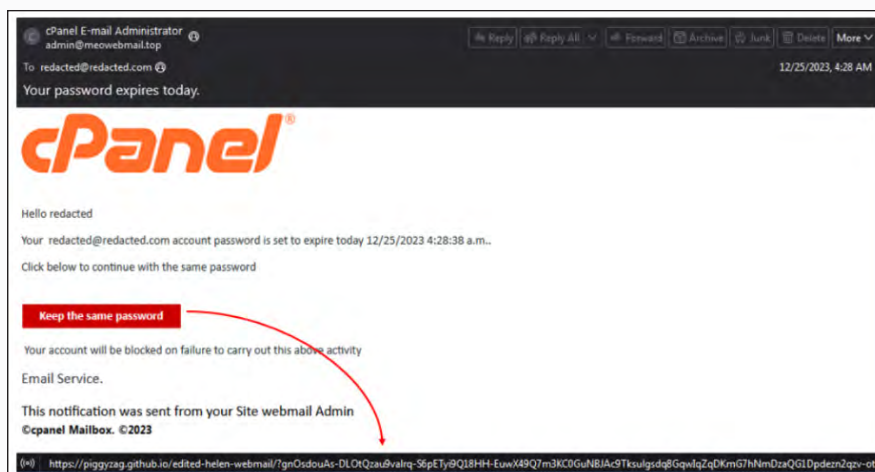 cPanel E-mail Administrator
admin@meowebmail.top
Reply Reply All Forward Archive Junk Delete More
To redacted@redacted.com
12/25/2023, 4:28 AM
Your password expires today.
cPanel®
Hello redacted
Your redacted@redacted.com account password is set to expire today 12/25/2023 4:28:38 a.m..
Click below to continue with the same password
Keep the same password
Your account will be blocked on failure to carry out this above activity
Email Service.
This notification was sent from your Site webmail Admin
©cpanel Mailbox. ©2023
https://piggyzag.github.io/edited-helen-webmail/?gnOsdouAs-DLOtQzau9valrq-S6pETyi9Q18HH-EuwX49Q7m3KC0GuNBJAc9Tksulgsdq8GqwlqZqDKmG7hNmDzaQG1Dpdezn2qzv-ot